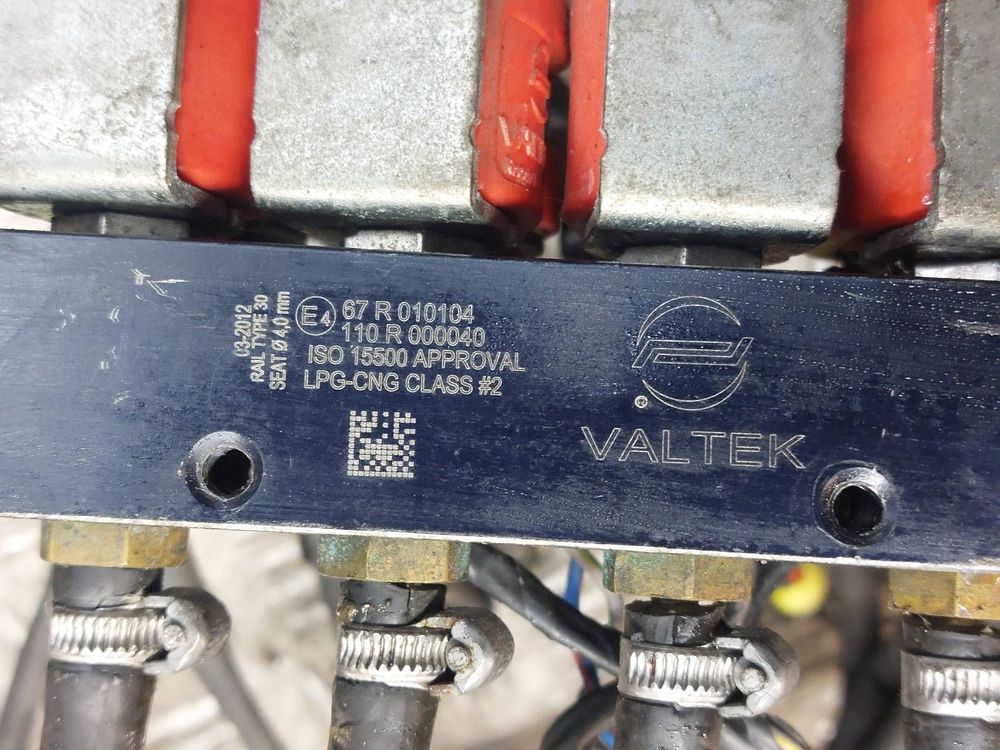 03-2012
RAIL TYPE 30
SEAT Ø 4,0 mm
E4
67 R 010104
110 R 000040
ISO 15500 APPROVAL
LPG-CNG CLASS #2
®
VALTEK